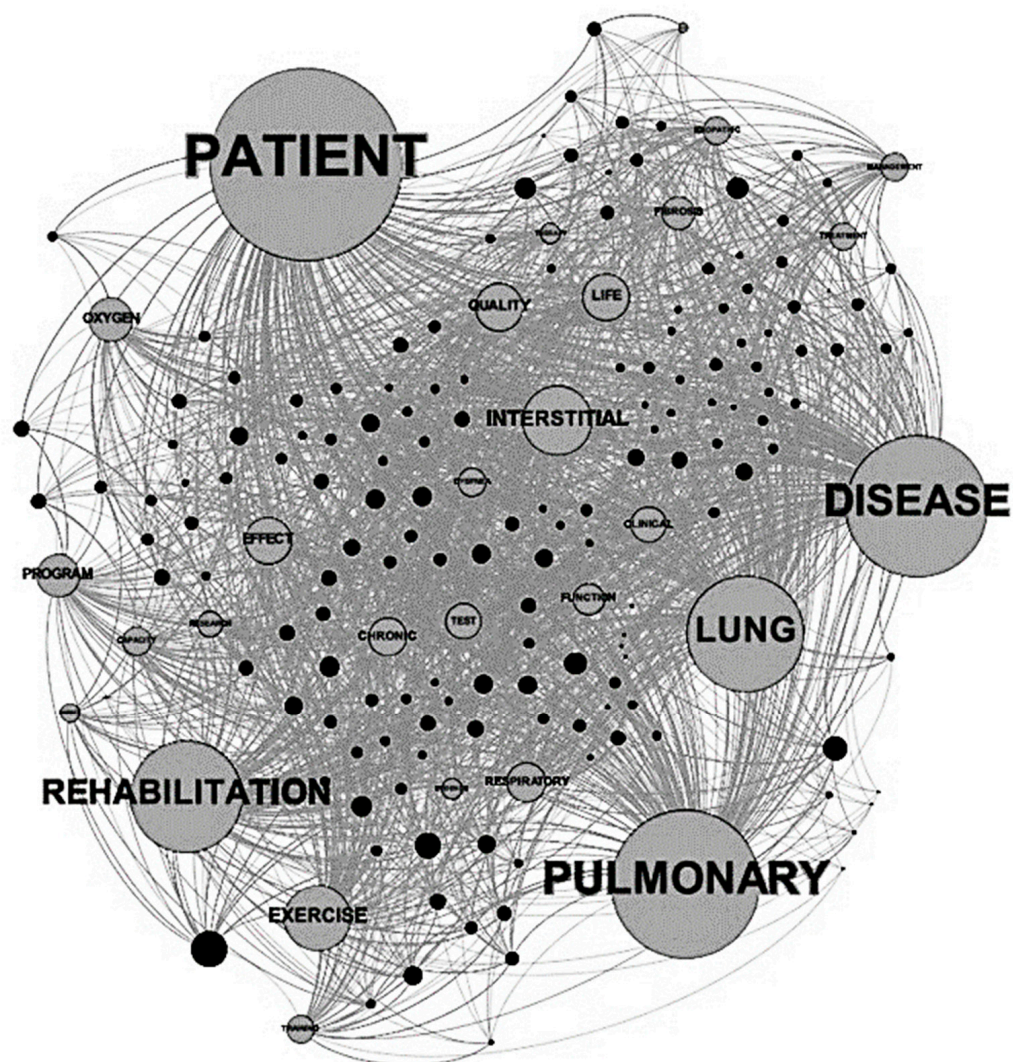 IDIOPATHIC
PATIENT
MANAGEMENT
FIBROSIS
THERAPY
TREATMENT
LIFE
QUALITY
OXYGEN
INTERSTITIAL
DYSPNEA
DISEASE
CLINICAL
EFFECT
PROGRAM
FUNCTION
RESEARCH
TEST
LUNG
CHRONIC
CAPACITY
RESPIRATORY
REHABILITATION
PULMONARY
EXERCISE
TRAINING